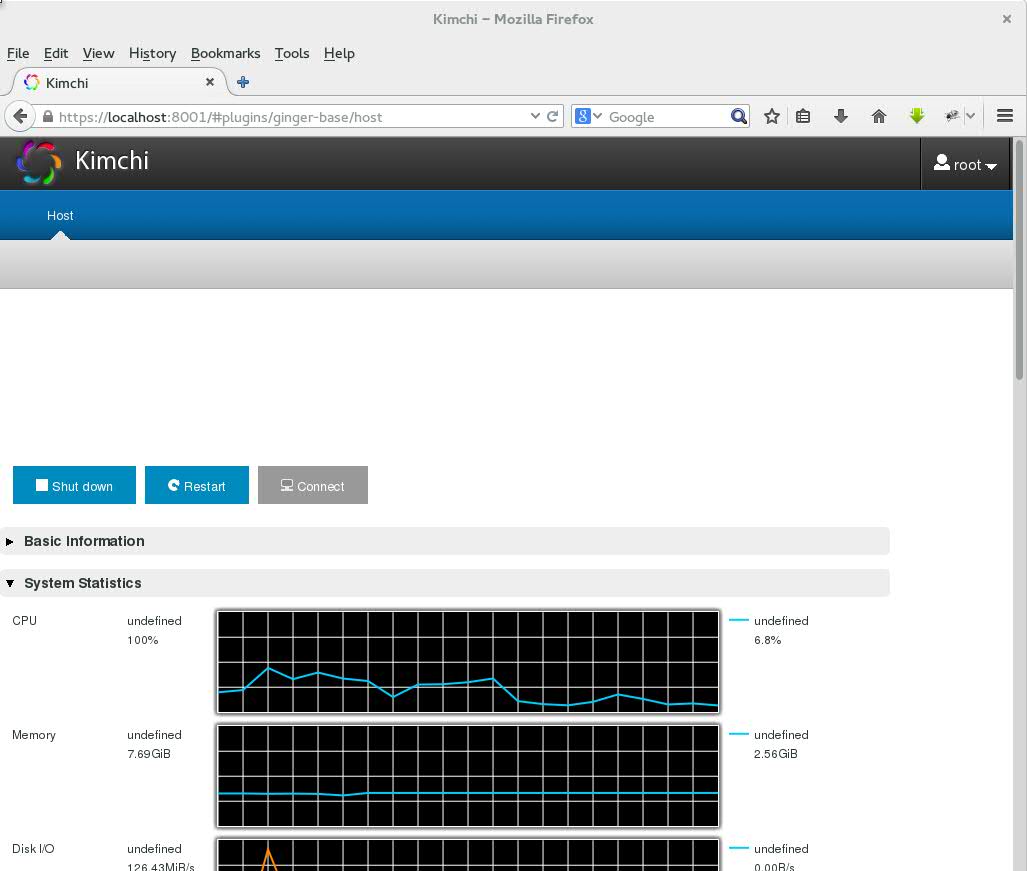 Kimchi - Mozilla Firefox
File Edit View History Bookmarks Tools Help
Kimchi
https://localhost:8001/#plugins/ginger-base/host
Google
Kimchi
root
Host
Shut down Restart Connect
Basic Information
System Statistics
CPU undefined undefined
100% 6.8%
Memory undefined undefined
7.69GiB 2.56GiB
Disk I/O undefined undefined
126.43MiB/s 0.00B/s